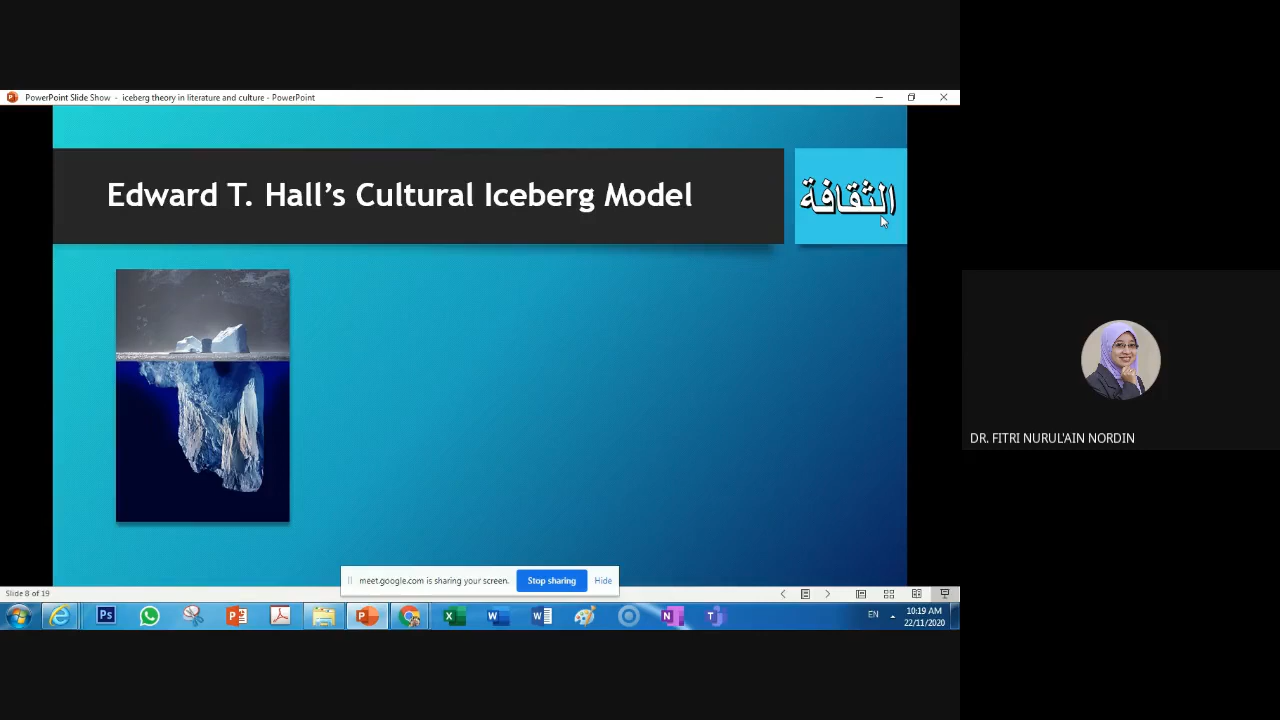 PowerPoint Slide Show - iceberg theory in literature and culture - PowerPoint
Edward T. Hall's Cultural Iceberg Model
الثقافة
DR. FITRI NURUL'AIN NORDIN
meet.google.com is sharing your screen.
Stop sharing
Hide
Slide 8 of 19
EN
10:19 AM
22/11/2020